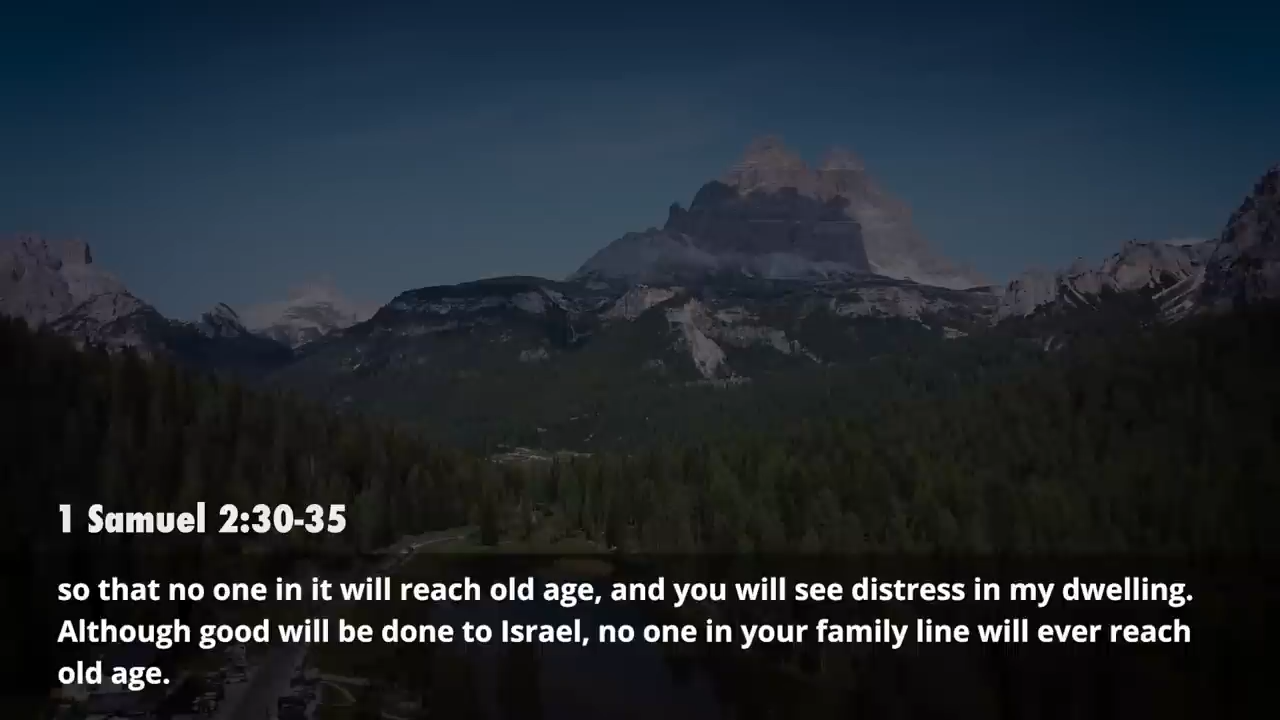 1 Samuel 2:30-35
so that no one in it will reach old age, and you will see distress in my dwelling.
Although good will be done to Israel, no one in your family line will ever reach
old age.